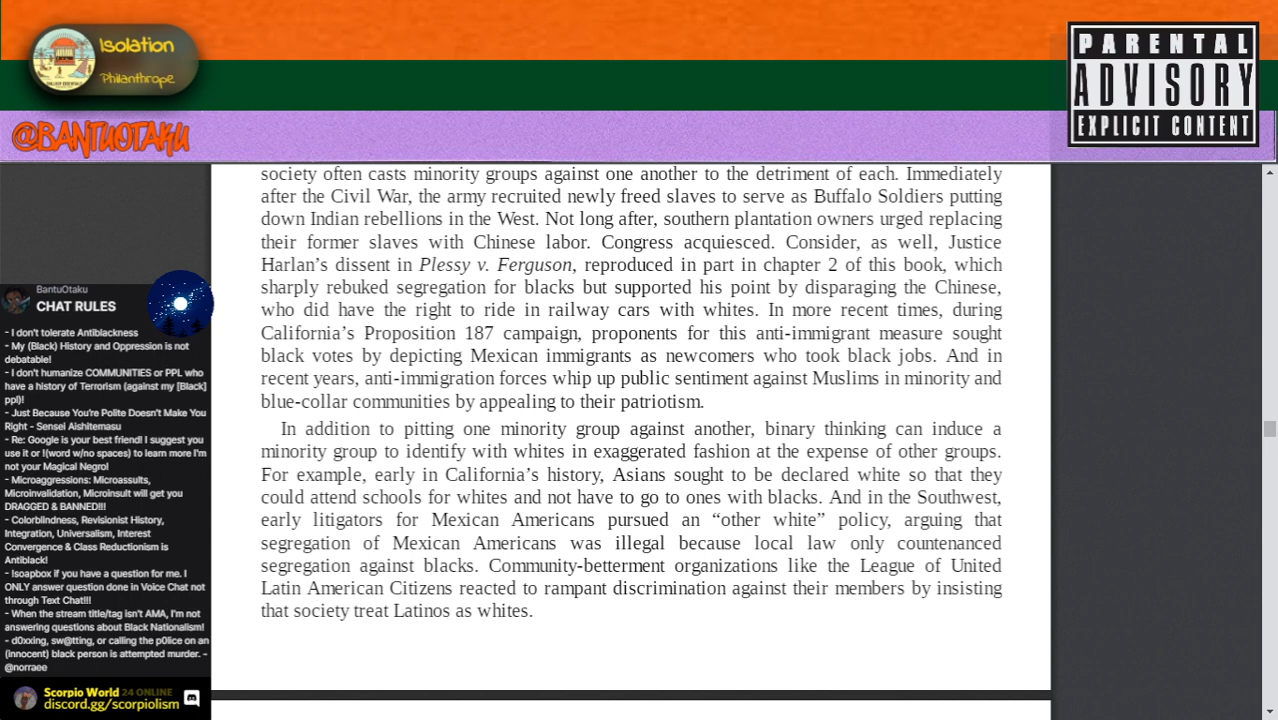 Isolation
Philanthrope
PARENTAL
ADVISORY
EXPLICIT CONTENT
@BANTUOTAKU
BantuOtaku
CHAT RULES
- I don't tolerate Antiblackness
- My (Black) History and Oppression is not
debatable!
- I don't humanize COMMUNITIES or PPL who
have a history of Terrorism (against my [Black]
ppl)!
- Just Because You're Polite Doesn't Make You
Right - Sensei Aishitemasu
- Re: Google is your best friend! I suggest you
use it or !(word w/no spaces) to learn more I'm
not your Magical Negro!
- Microaggressions: Microassults,
Microinvalidation, Microinsult will get you
DRAGGED & BANNED!!!
- Colorblindness, Revisionist History,
Integration, Universalism, Interest
Convergence & Class Reductionism is
Antiblack!
- !soapbox if you have a question for me. I
ONLY answer question done in Voice Chat not
through Text Chat!!!
- When the stream title/tag isn't AMA, I'm not
answering questions about Black Nationalism!
- d0xxing, sw@tting, or calling the p0lice on an
(innocent) black person is attempted murder. -
@norraee
Scorpio World 24 ONLINE
discord.gg/scorpiolism
society often casts minority groups against one another to the detriment of each. Immediately
after the Civil War, the army recruited newly freed slaves to serve as Buffalo Soldiers putting
down Indian rebellions in the West. Not long after, southern plantation owners urged replacing
their former slaves with Chinese labor. Congress acquiesced. Consider, as well, Justice
Harlan's dissent in Plessy v. Ferguson, reproduced in part in chapter 2 of this book, which
sharply rebuked segregation for blacks but supported his point by disparaging the Chinese,
who did have the right to ride in railway cars with whites. In more recent times, during
California's Proposition 187 campaign, proponents for this anti-immigrant measure sought
black votes by depicting Mexican immigrants as newcomers who took black jobs. And in
recent years, anti-immigration forces whip up public sentiment against Muslims in minority and
blue-collar communities by appealing to their patriotism.
In addition to pitting one minority group against another, binary thinking can induce a
minority group to identify with whites in exaggerated fashion at the expense of other groups.
For example, early in California's history, Asians sought to be declared white so that they
could attend schools for whites and not have to go to ones with blacks. And in the Southwest,
early litigators for Mexican Americans pursued an “other white” policy, arguing that
segregation of Mexican Americans was illegal because local law only countenanced
segregation against blacks. Community-betterment organizations like the League of United
Latin American Citizens reacted to rampant discrimination against their members by insisting
that society treat Latinos as whites.